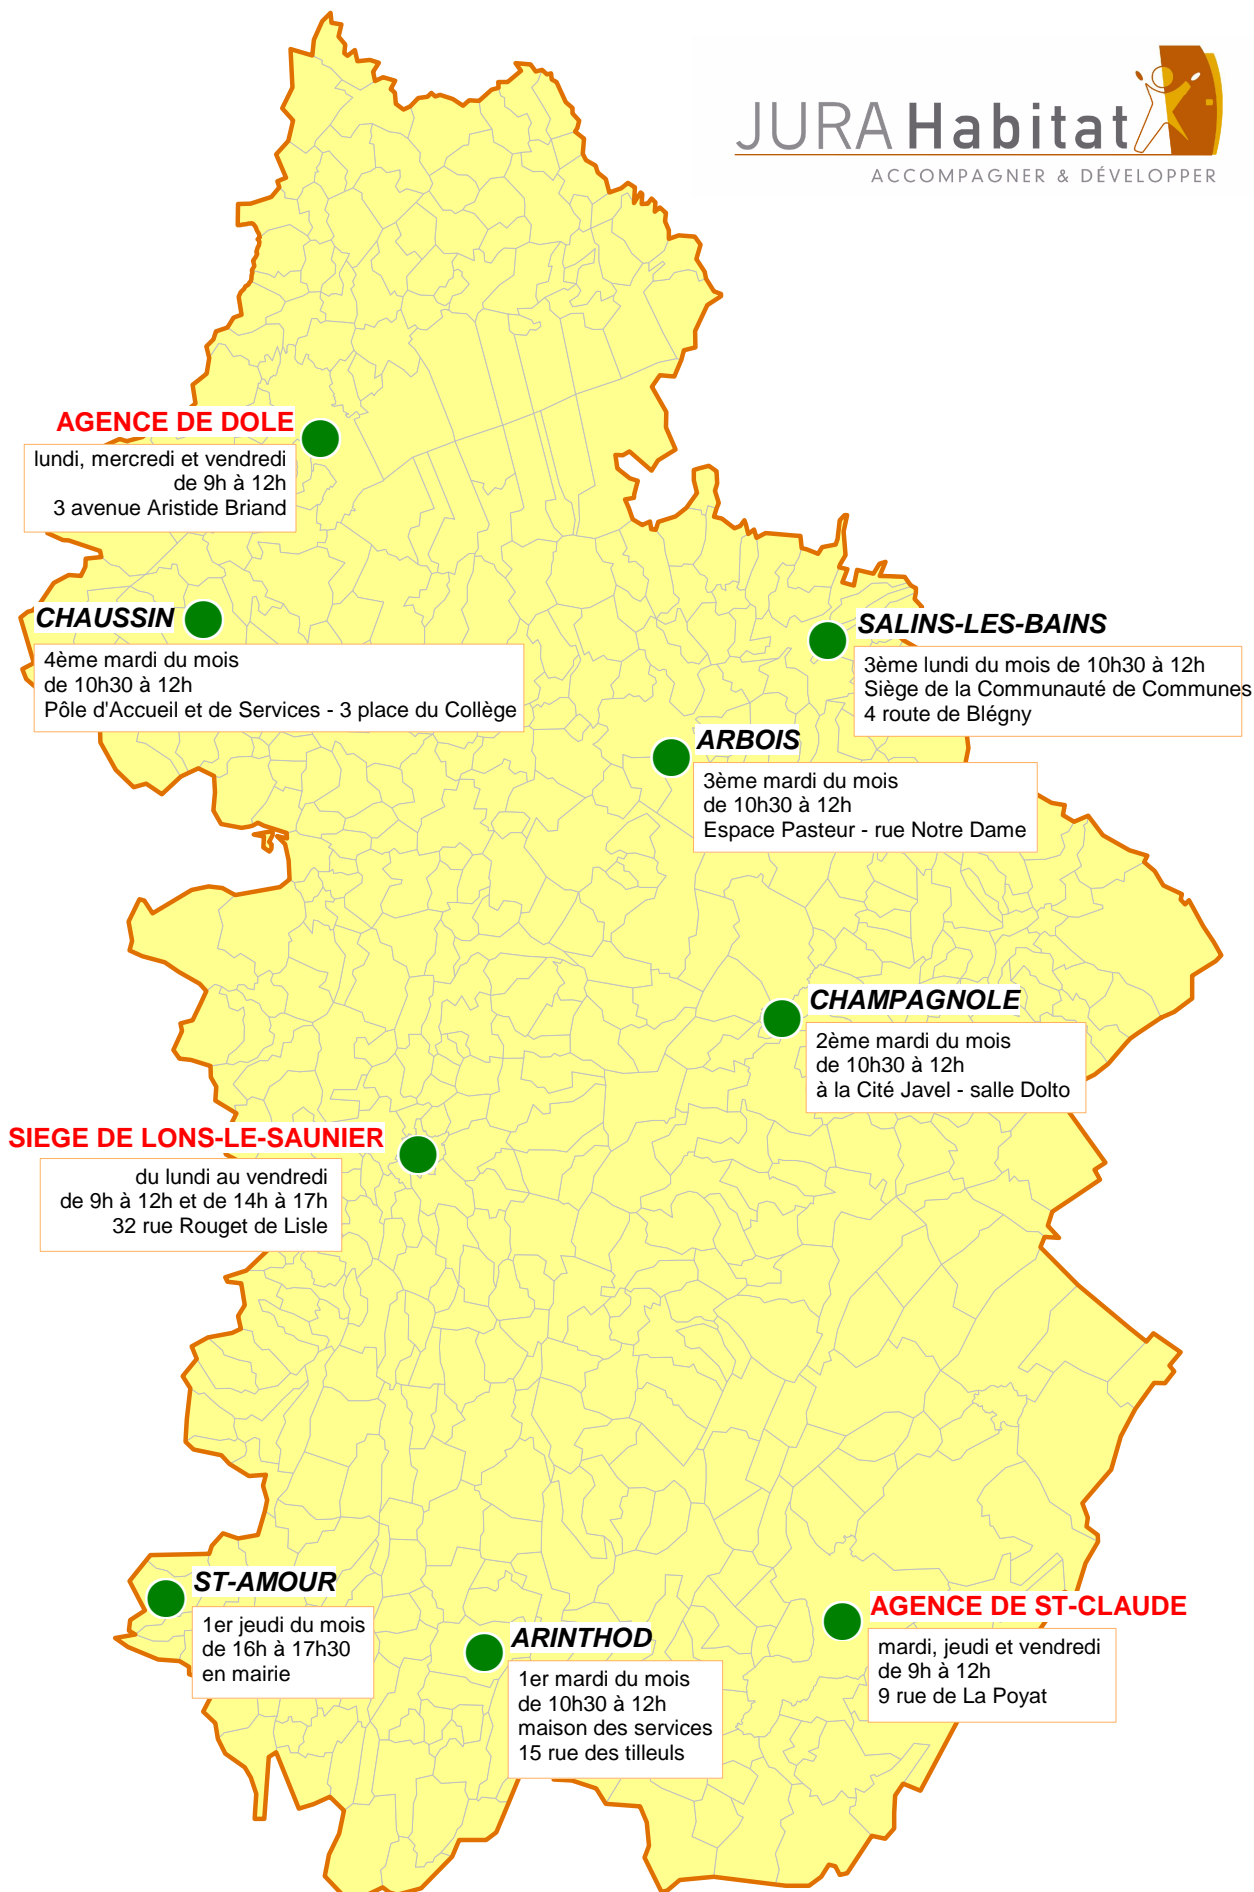 JURA Habitat
ACCOMPAGNER & DÉVELOPPER
AGENCE DE DOLE
lundi, mercredi et vendredi
de 9h à 12h
3 avenue Aristide Briand
CHAUSSIN
4ème mardi du mois
de 10h30 à 12h
Pôle d'Accueil et de Services - 3 place du Collège
SALINS-LES-BAINS
3ème lundi du mois de 10h30 à 12h
Siège de la Communauté de Communes
4 route de Blégny
ARBOIS
3ème mardi du mois
de 10h30 à 12h
Espace Pasteur - rue Notre Dame
CHAMPAGNOLE
2ème mardi du mois
de 10h30 à 12h
à la Cité Javel - salle Dolto
SIEGE DE LONS-LE-SAUNIER
du lundi au vendredi
de 9h à 12h et de 14h à 17h
32 rue Rouget de Lisle
ST-AMOUR
1er jeudi du mois
de 16h à 17h30
en mairie
ARINTHOD
1er mardi du mois
de 10h30 à 12h
maison des services
15 rue des tilleuls
AGENCE DE ST-CLAUDE
mardi, jeudi et vendredi
de 9h à 12h
9 rue de La Poyat